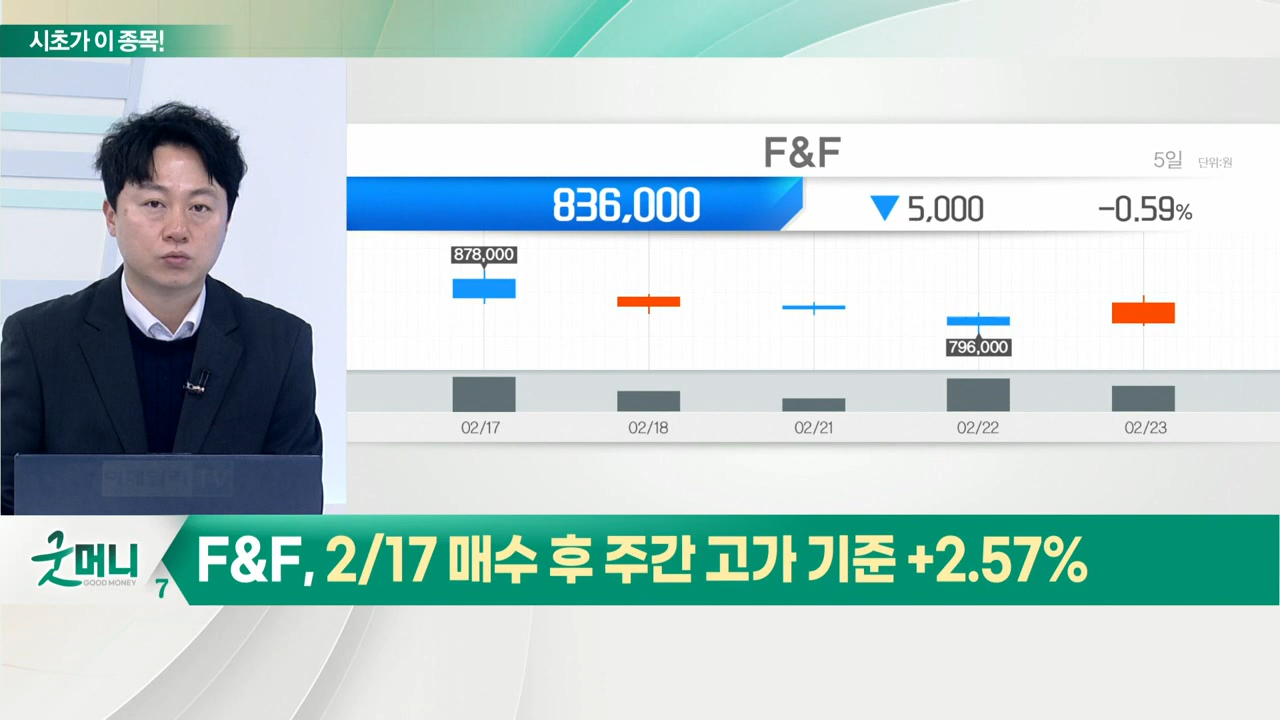 시초가 이 종목!
F&F
5일 단위:원
836,000 ▼5,000 -0.59%
878,000
796,000
02/17 02/18 02/21 02/22 02/23
굿머니
GOOD MONEY
7
F&F, 2/17 매수 후 주간 고가 기준 +2.57%